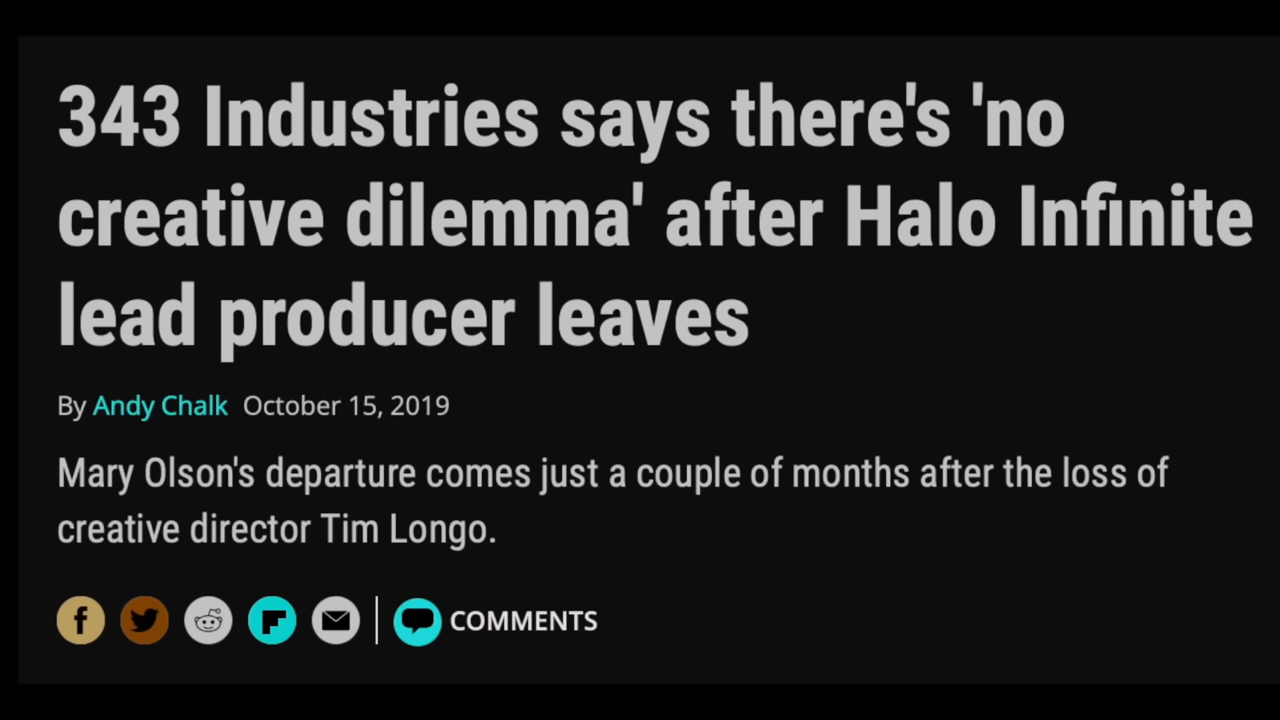 343 Industries says there's 'no
creative dilemma' after Halo Infinite
lead producer leaves
By Andy Chalk October 15, 2019
Mary Olson's departure comes just a couple of months after the loss of
creative director Tim Longo.
COMMENTS